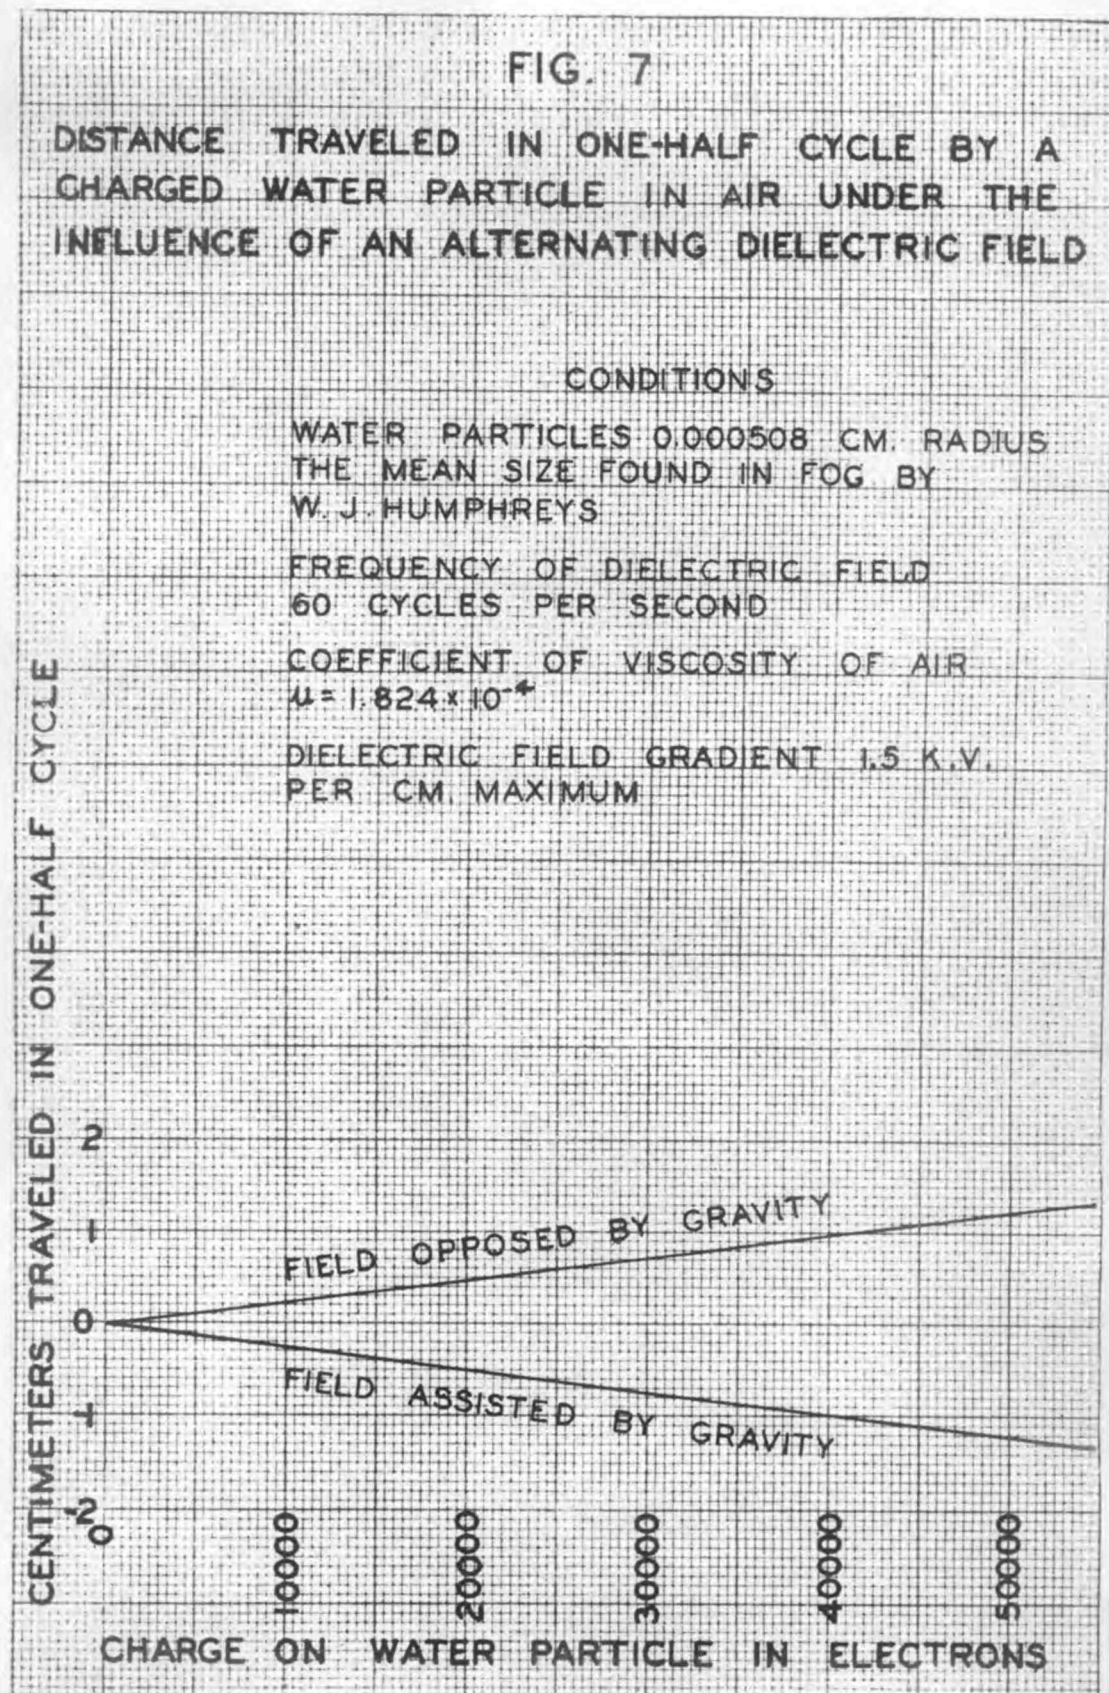 FIG. 7
DISTANCE TRAVELED IN ONE-HALF CYCLE BY A
CHARGED WATER PARTICLE IN AIR UNDER THE
INFLUENCE OF AN ALTERNATING DIELECTRIC FIELD
CONDITIONS
WATER PARTICLES 0.000508 CM. RADIUS
THE MEAN SIZE FOUND IN FOG BY
W. J. HUMPHREYS
FREQUENCY OF DIELECTRIC FIELD
60 CYCLES PER SECOND
COEFFICIENT OF VISCOSITY OF AIR
μ = 1.824 x 10⁻⁴
DIELECTRIC FIELD GRADIENT 1.5 K.V.
PER CM. MAXIMUM
CENTIMETERS TRAVELED IN ONE-HALF CYCLE
2
1
0
-1
-2
FIELD OPPOSED BY GRAVITY
FIELD ASSISTED BY GRAVITY
0
10000
20000
30000
40000
50000
CHARGE ON WATER PARTICLE IN ELECTRONS